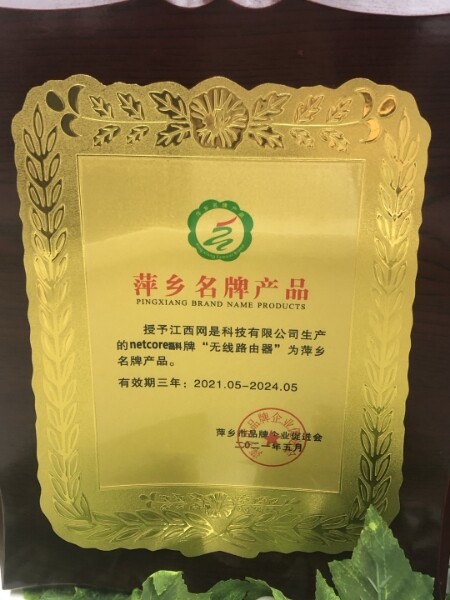 萍乡名牌产品
PINGXIANG BRAND NAME PRODUCTS
授予江西网是科技有限公司生产
的netcore磊科牌“无线路由器”为萍乡
名牌产品。
有效期三年：2021.05-2024.05
萍乡市品牌企业促进会
二〇二一年五月